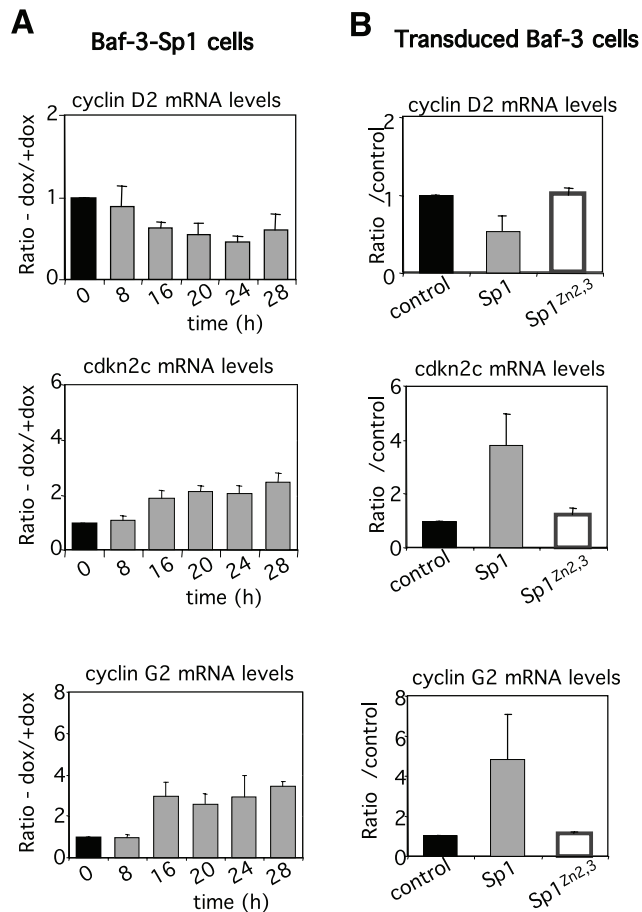 A
Baf-3-Sp1 cells
cyclin D2 mRNA levels
Ratio - dox/+dox
2
1
0
0 8 16 20 24 28
time (h)
cdkn2c mRNA levels
Ratio - dox/+dox
6
4
2
0
0 8 16 20 24 28
time (h)
cyclin G2 mRNA levels
Ratio - dox/+dox
8
6
4
2
0
0 8 16 20 24 28
time (h)
B
Transduced Baf-3 cells
cyclin D2 mRNA levels
Ratio /control
2
1
0
control Sp1 Sp1Zn2,3
cdkn2c mRNA levels
Ratio /control
6
4
2
0
control Sp1 Sp1Zn2,3
cyclin G2 mRNA levels
Ratio /control
8
6
4
2
0
control Sp1 Sp1Zn2,3